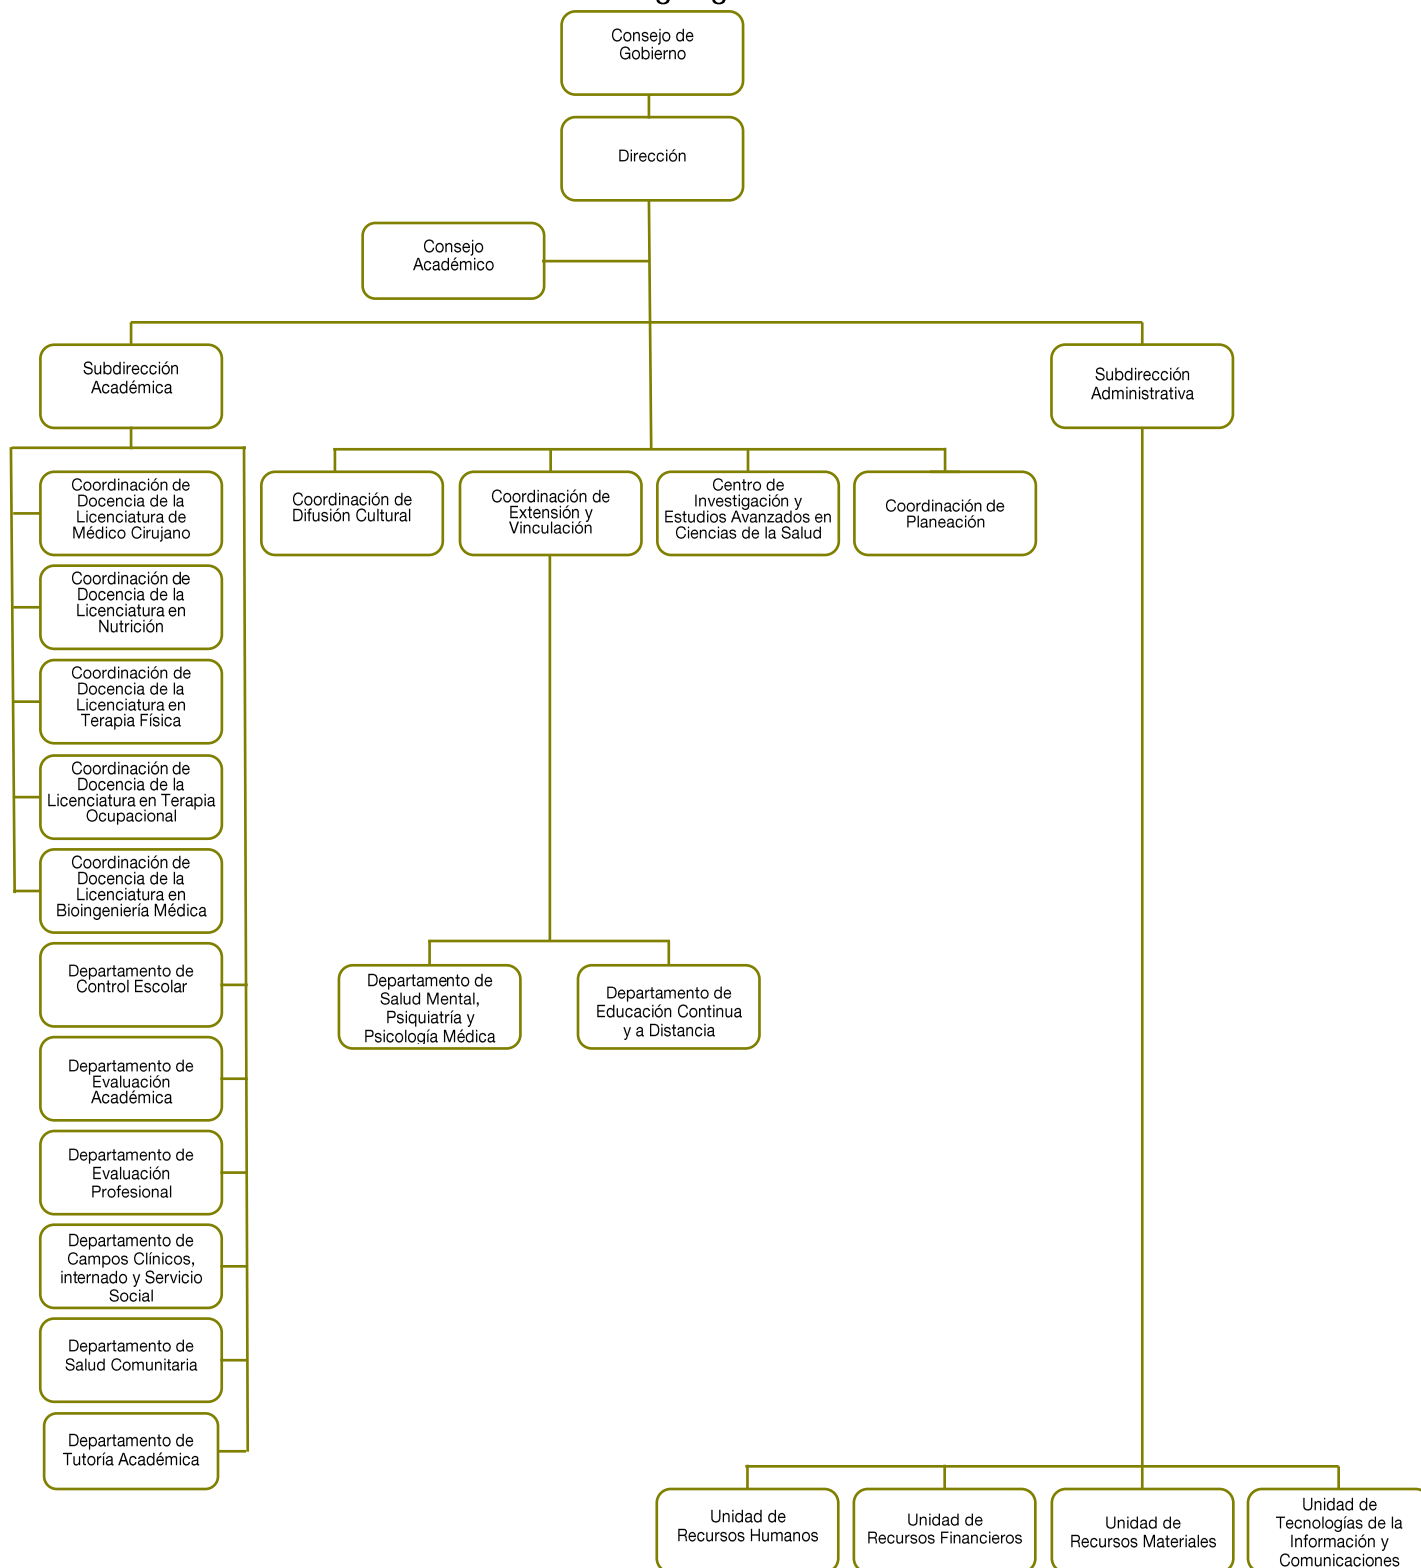 Consejo de
Gobierno
Dirección
Consejo
Académico
Subdirección
Académica
Subdirección
Administrativa
Coordinación de
Docencia de la
Licenciatura de
Médico Cirujano
Coordinación de
Difusión Cultural
Coordinación de
Extensión y
Vinculación
Centro de
Investigación y
Estudios Avanzados en
Ciencias de la Salud
Coordinación de
Planeación
Coordinación de
Docencia de la
Licenciatura en
Nutrición
Coordinación de
Docencia de la
Licenciatura en
Terapia Física
Coordinación de
Docencia de la
Licenciatura en Terapia
Ocupacional
Coordinación de
Docencia de la
Licenciatura en
Bioingeniería Médica
Departamento de
Control Escolar
Departamento de
Salud Mental,
Psiquiatría y
Psicología Médica
Departamento de
Educación Continua
y a Distancia
Departamento de
Evaluación
Académica
Departamento de
Evaluación
Profesional
Departamento de
Campos Clínicos,
internado y Servicio
Social
Departamento de
Salud Comunitaria
Departamento de
Tutoría Académica
Unidad de
Recursos Humanos
Unidad de
Recursos Financieros
Unidad de
Recursos Materiales
Unidad de
Tecnologías de la
Información y
Comunicaciones